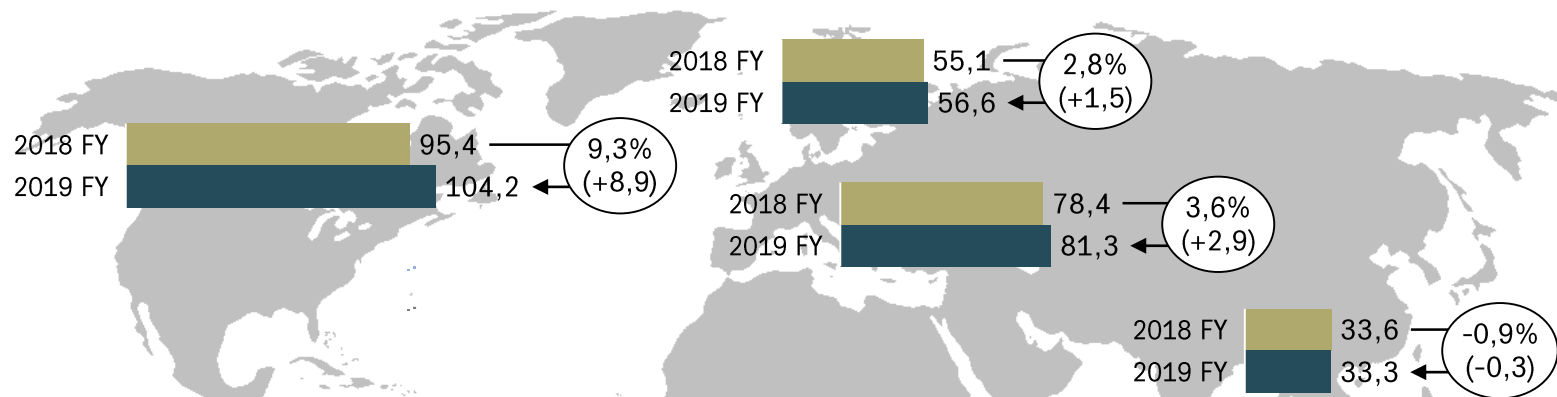 2018 FY 55,1 2,8%
2019 FY 56,6 (+1,5)
2018 FY 95,4 9,3%
2019 FY 104,2 (+8,9)
2018 FY 78,4 3,6%
2019 FY 81,3 (+2,9)
2018 FY 33,6 -0,9%
2019 FY 33,3 (-0,3)